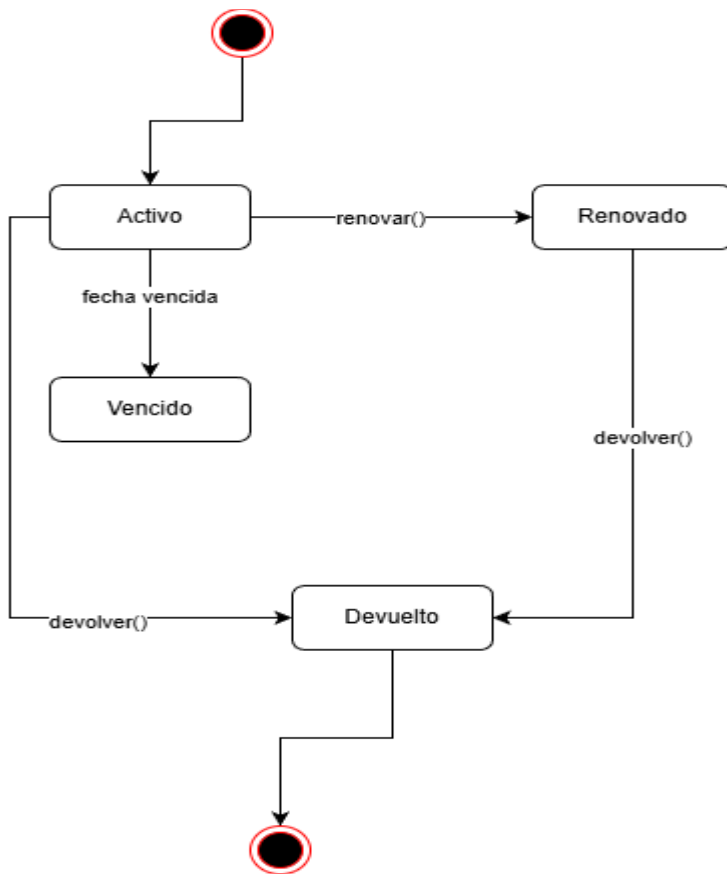 Activo
renovar()
Renovado
fecha vencida
Vencido
devolver()
Devuelto
devolver()